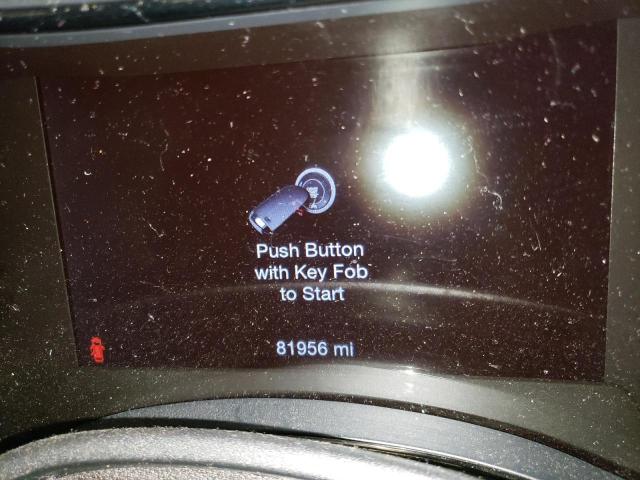 Push Button
with Key Fob
to Start
81956 mi